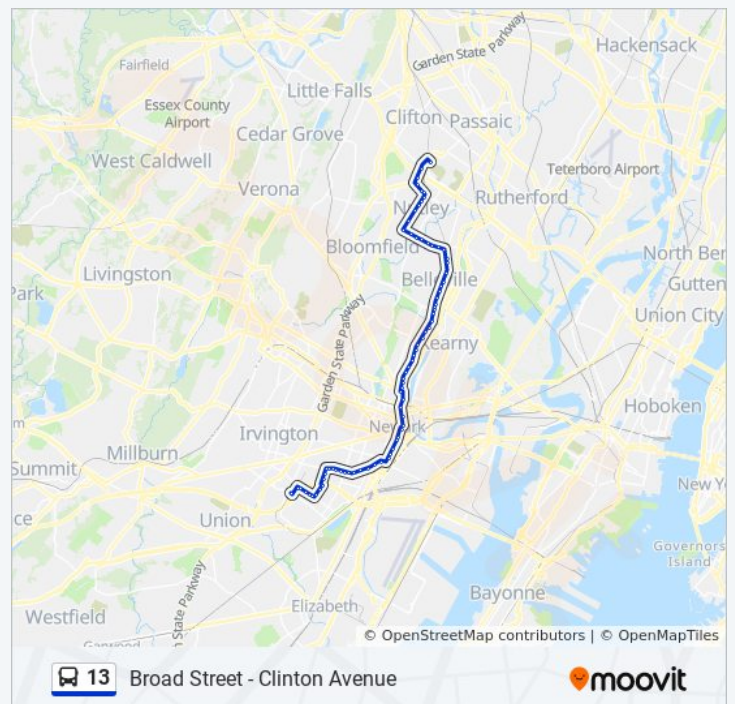 Garden State Parkway
Hackensack
Fairfield
Little Falls
Essex County
Airport
Clifton
Passaic
Cedar Grove
West Caldwell
Teterboro Airport
Verona
Rutherford
Nutley
Bloomfield
North Ber
Livingston
Belleville
Gutten
Park
Union City
Garden State Parkway
Kearny
Hoboken
Newark
Irvington
Millburn
Summit
New Yo
ce
Union
Governors
Island
n State Parkway
Bayonne
Elizabeth
Westfield
© OpenStreetMap contributors | © OpenMapTiles
13 Broad Street - Clinton Avenue
moovit